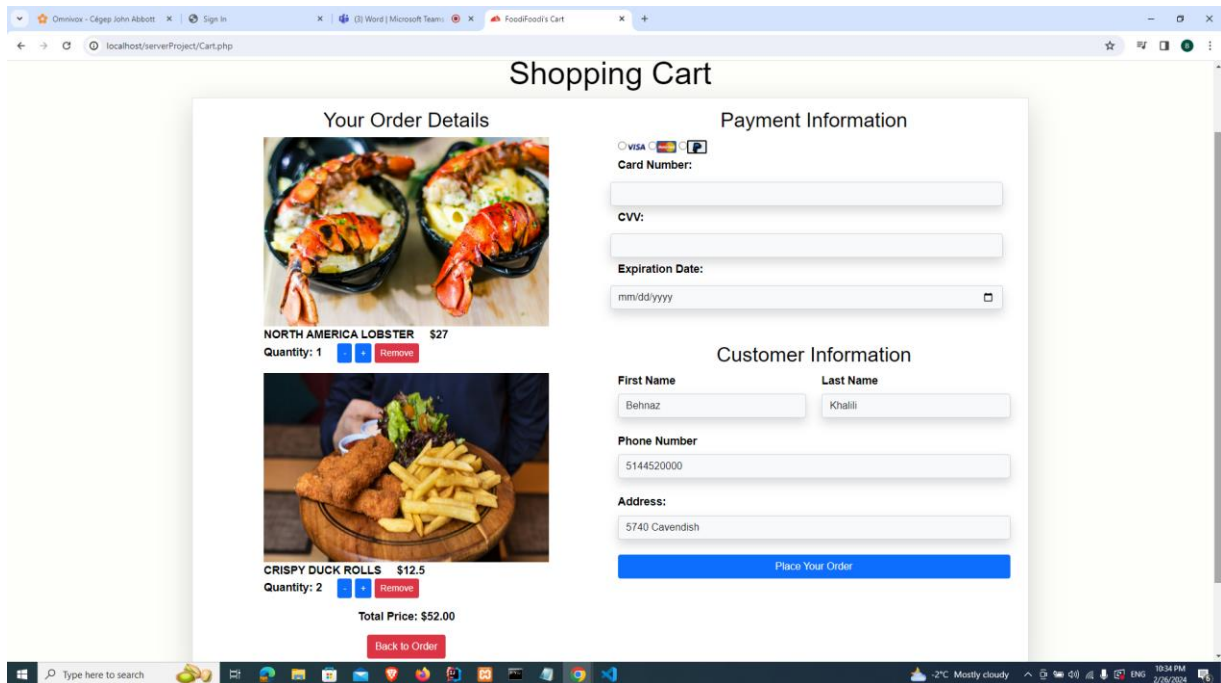 Omnivox - Cégep John Abbott
Sign In
(3) Word | Microsoft Teams
FoodiFoodi's Cart
localhost/serverProject/Cart.php
Shopping Cart
Your Order Details
NORTH AMERICA LOBSTER $27
Quantity: 1 - + Remove
CRISPY DUCK ROLLS $12.5
Quantity: 2 - + Remove
Total Price: $52.00
Back to Order
Payment Information
VISA
Card Number:
CVV:
Expiration Date:
mm/dd/yyyy
Customer Information
First Name Last Name
Behnaz Khalili
Phone Number
5144520000
Address:
5740 Cavendish
Place Your Order
Type here to search
-2°C Mostly cloudy
ENG
10:34 PM
2/26/2024